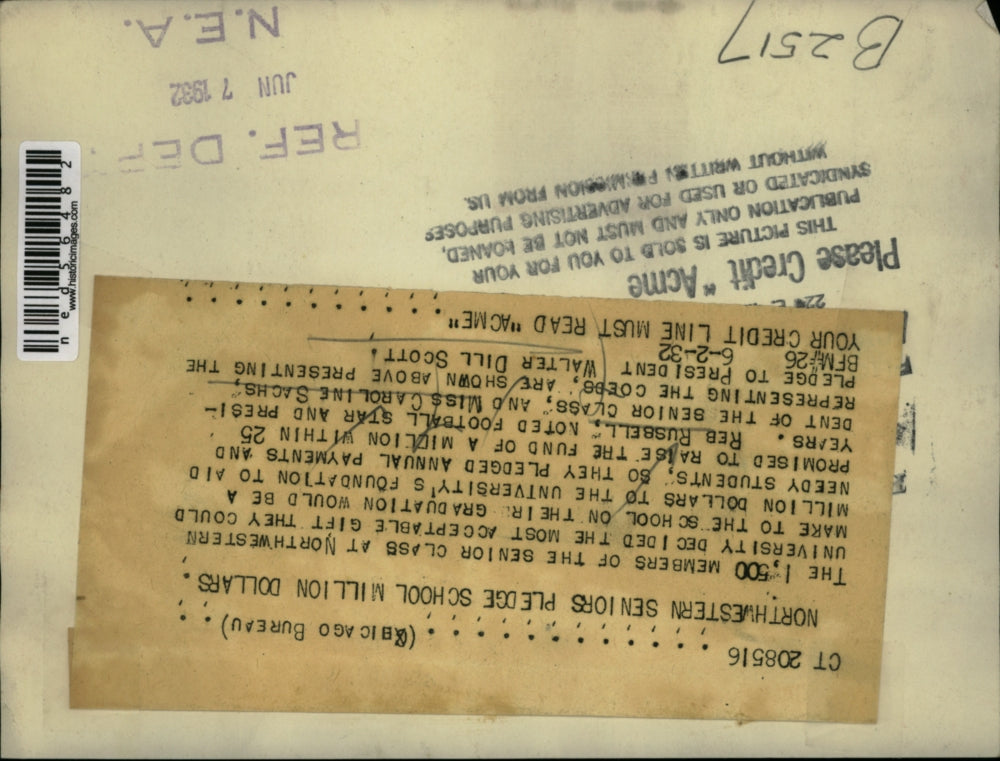 CT 208516
. . . . . . . . . . . . . (CHICAGO BUREAU) . .
NORTHWESTERN SENIORS PLEDGE SCHOOL MILLION DOLLARS.
THE 1,500 MEMBERS OF THE SENIOR CLASS AT NORTHWESTERN
UNIVERSITY DECIDED THE MOST ACCEPTABLE GIFT THEY COULD
MAKE TO THE SCHOOL ON THEIR GRADUATION WOULD BE A
MILLION DOLLARS TO THE UNIVERSITY'S FOUNDATION TO AID
NEEDY STUDENTS, SO THEY PLEDGED ANNUAL PAYMENTS AND
PROMISED TO RAISE THE FUND OF A MILLION WITHIN 25
YEARS. REB RUSSELL, NOTED FOOTBALL STAR AND PRESI-
DENT OF THE SENIOR CLASS, AND MISS CAROLINE SACHS,
REPRESENTING THE COEDS, ARE SHOWN ABOVE PRESENTING THE
PLEDGE TO PRESIDENT WALTER DILL SCOTT.
BFM#26 6-2-32
YOUR CREDIT LINE MUST READ "ACME"
Please Credit "Acme
THIS PICTURE IS SOLD TO YOU FOR YOUR
PUBLICATION ONLY AND MUST NOT BE LOANED,
SYNDICATED OR USED FOR ADVERTISING PURPOSES
WITHOUT WRITTEN PERMISSION FROM US.
REF. DEP
JUN 7 1932
N.E.A.
B2517
ned56482
www.historicimages.com